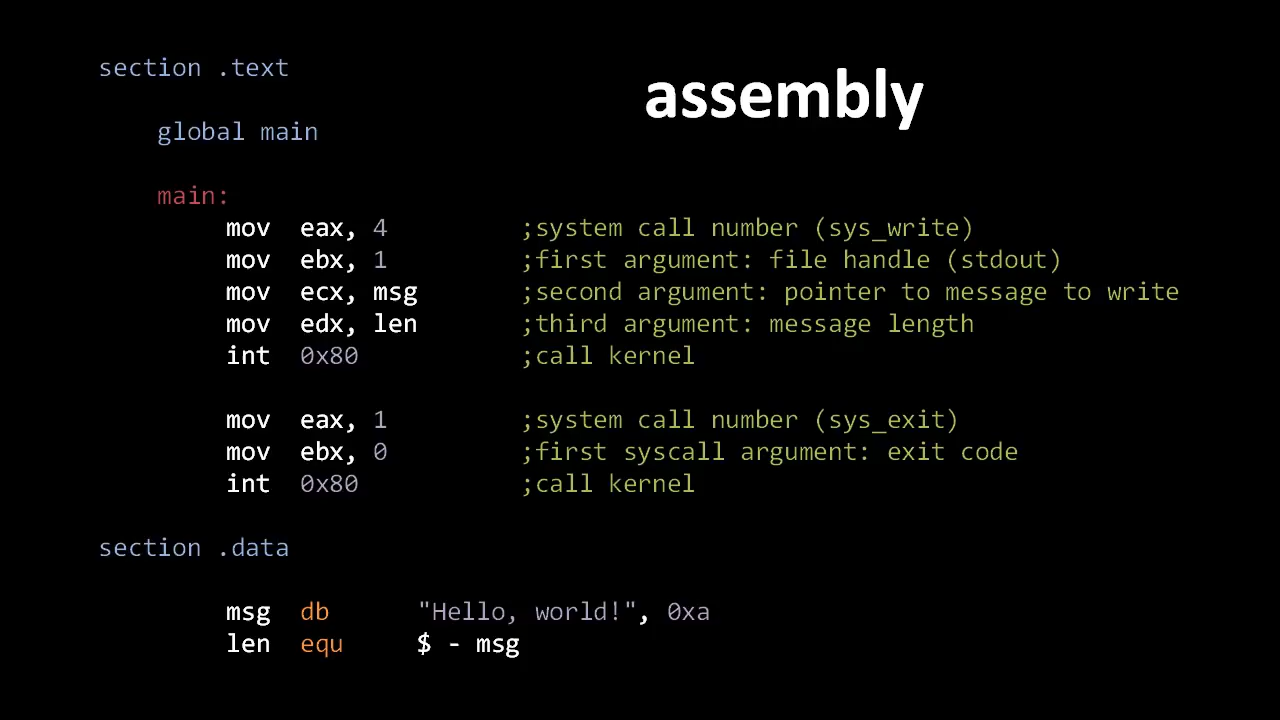 assembly
section .text
global main
main:
mov eax, 4 ;system call number (sys_write)
mov ebx, 1 ;first argument: file handle (stdout)
mov ecx, msg ;second argument: pointer to message to write
mov edx, len ;third argument: message length
int 0x80 ;call kernel
mov eax, 1 ;system call number (sys_exit)
mov ebx, 0 ;first syscall argument: exit code
int 0x80 ;call kernel
section .data
msg db "Hello, world!", 0xa
len equ $ - msg